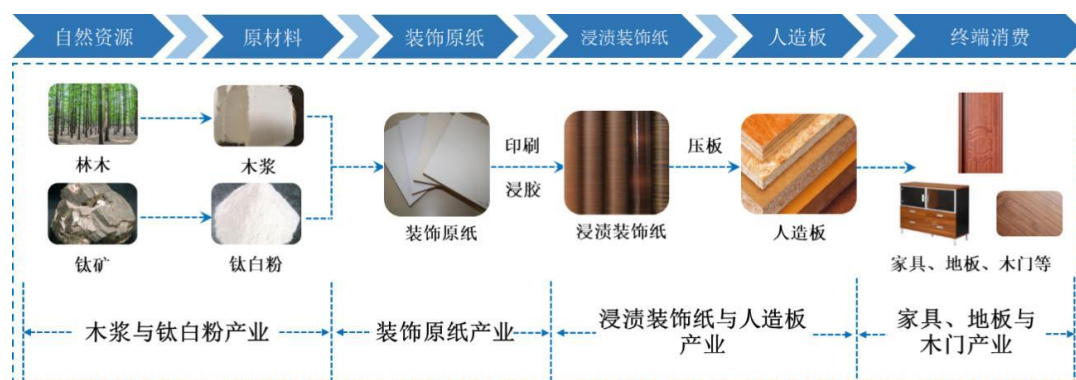 自然资源
原材料
装饰原纸
浸渍装饰纸
人造板
终端消费
林木
木浆
钛矿
钛白粉
装饰原纸
印刷
浸胶
浸渍装饰纸
压板
人造板
家具、地板、木门等
木浆与钛白粉产业
装饰原纸产业
浸渍装饰纸与人造板
产业
家具、地板与
木门产业